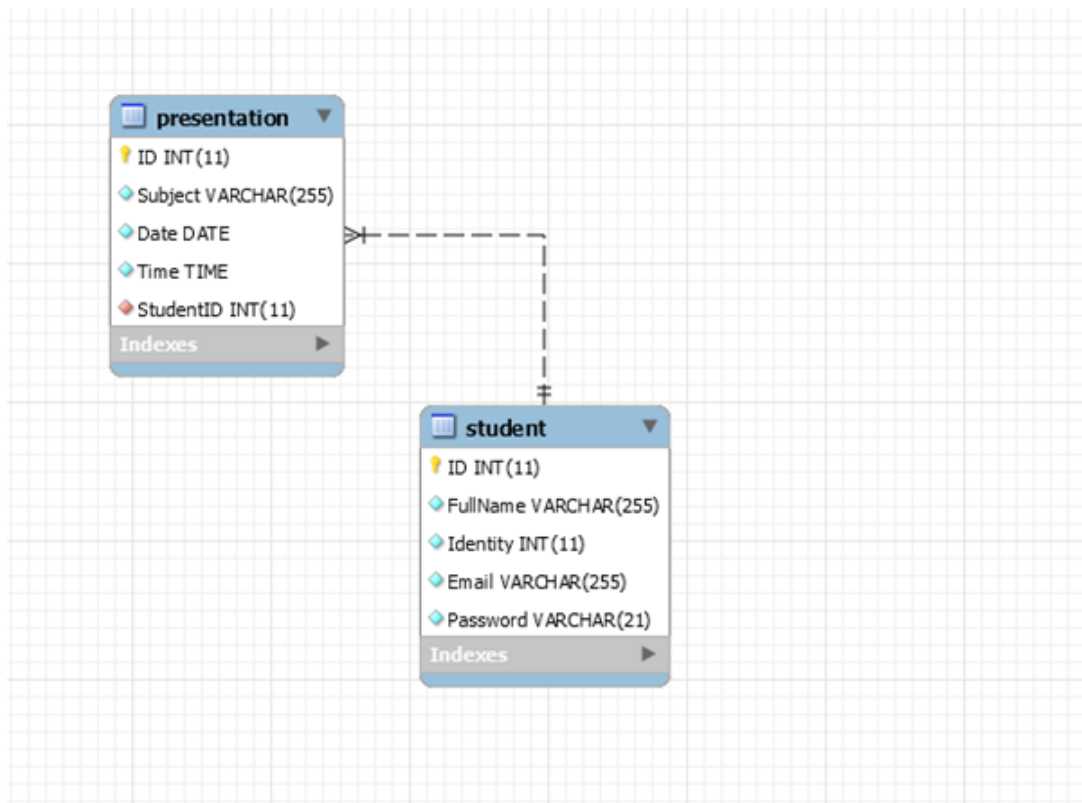 presentation
ID INT(11)
Subject VARCHAR(255)
Date DATE
Time TIME
StudentID INT(11)
Indexes
student
ID INT(11)
FullName VARCHAR(255)
Identity INT(11)
Email VARCHAR(255)
Password VARCHAR(21)
Indexes